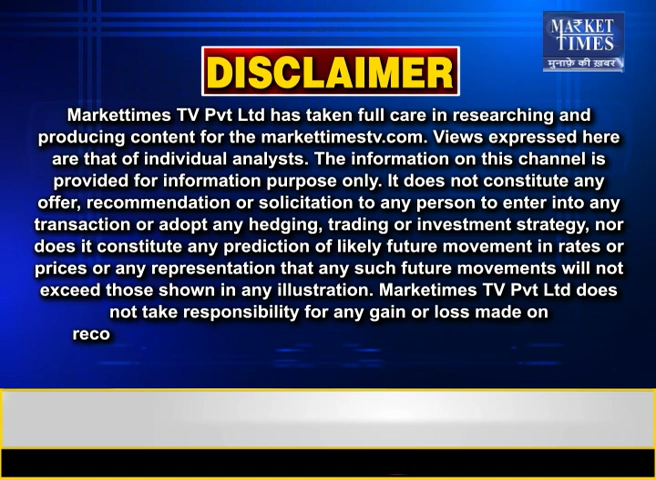 MARKET
TIMES
मुनाफ़े की ख़बर
DISCLAIMER
Markettimes TV Pvt Ltd has taken full care in researching and
producing content for the markettimestv.com. Views expressed here
are that of individual analysts. The information on this channel is
provided for information purpose only. It does not constitute any
offer, recommendation or solicitation to any person to enter into any
transaction or adopt any hedging, trading or investment strategy, nor
does it constitute any prediction of likely future movement in rates or
prices or any representation that any such future movements will not
exceed those shown in any illustration. Marketimes TV Pvt Ltd does
not take responsibility for any gain or loss made on
reco